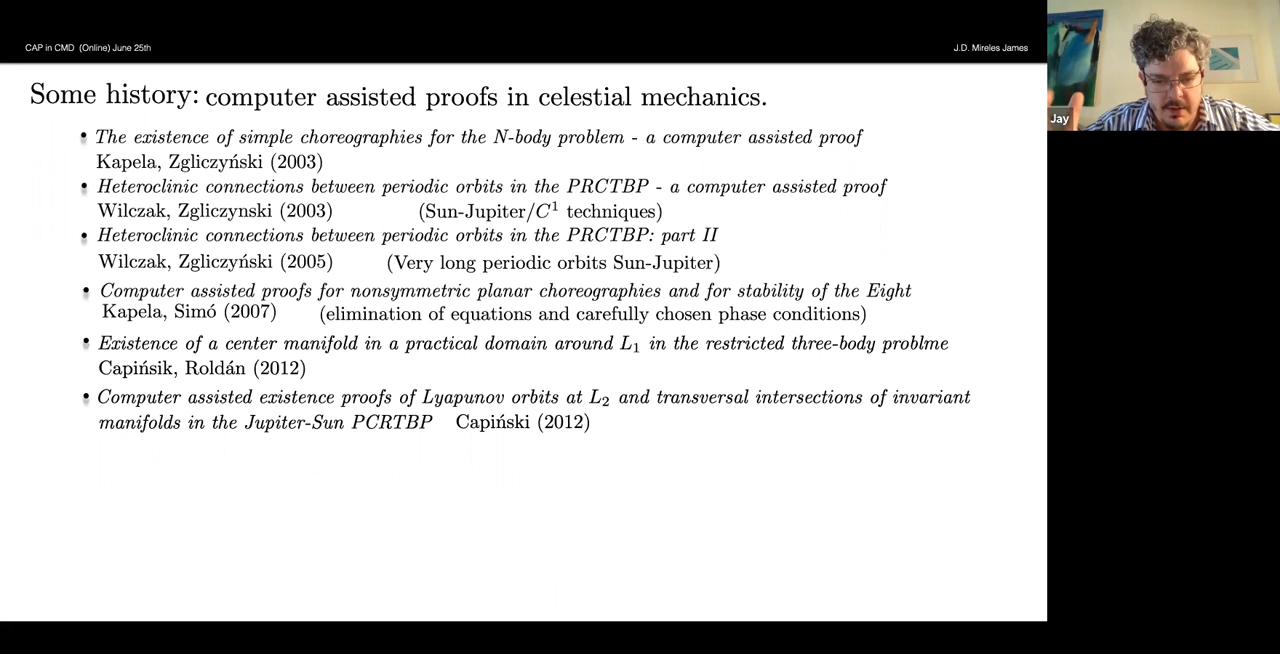 CAP in CMD (Online) June 25th
J.D. Mireles James
Jay
Some history: computer assisted proofs in celestial mechanics.
• The existence of simple choreographies for the N-body problem - a computer assisted proof
Kapela, Zgliczyński (2003)
• Heteroclinic connections between periodic orbits in the PRCTBP - a computer assisted proof
Wilczak, Zgliczynski (2003) (Sun-Jupiter/C¹ techniques)
• Heteroclinic connections between periodic orbits in the PRCTBP: part II
Wilczak, Zgliczyński (2005) (Very long periodic orbits Sun-Jupiter)
• Computer assisted proofs for nonsymmetric planar choreographies and for stability of the Eight
Kapela, Simó (2007) (elimination of equations and carefully chosen phase conditions)
• Existence of a center manifold in a practical domain around L₁ in the restricted three-body problme
Capińsik, Roldán (2012)
• Computer assisted existence proofs of Lyapunov orbits at L₂ and transversal intersections of invariant
manifolds in the Jupiter-Sun PCRTBP Capiński (2012)